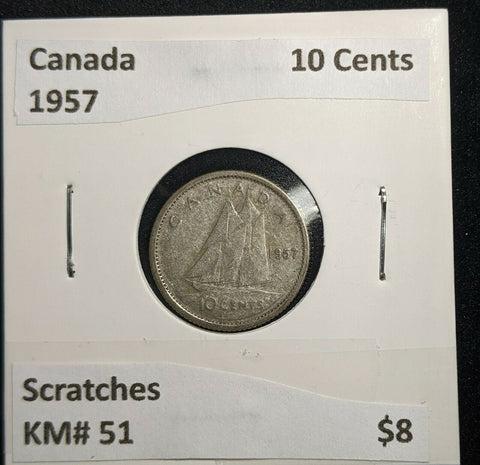 Canada 10 Cents
1957
CANADA
1957
10 CENTS
Scratches
KM# 51 $8